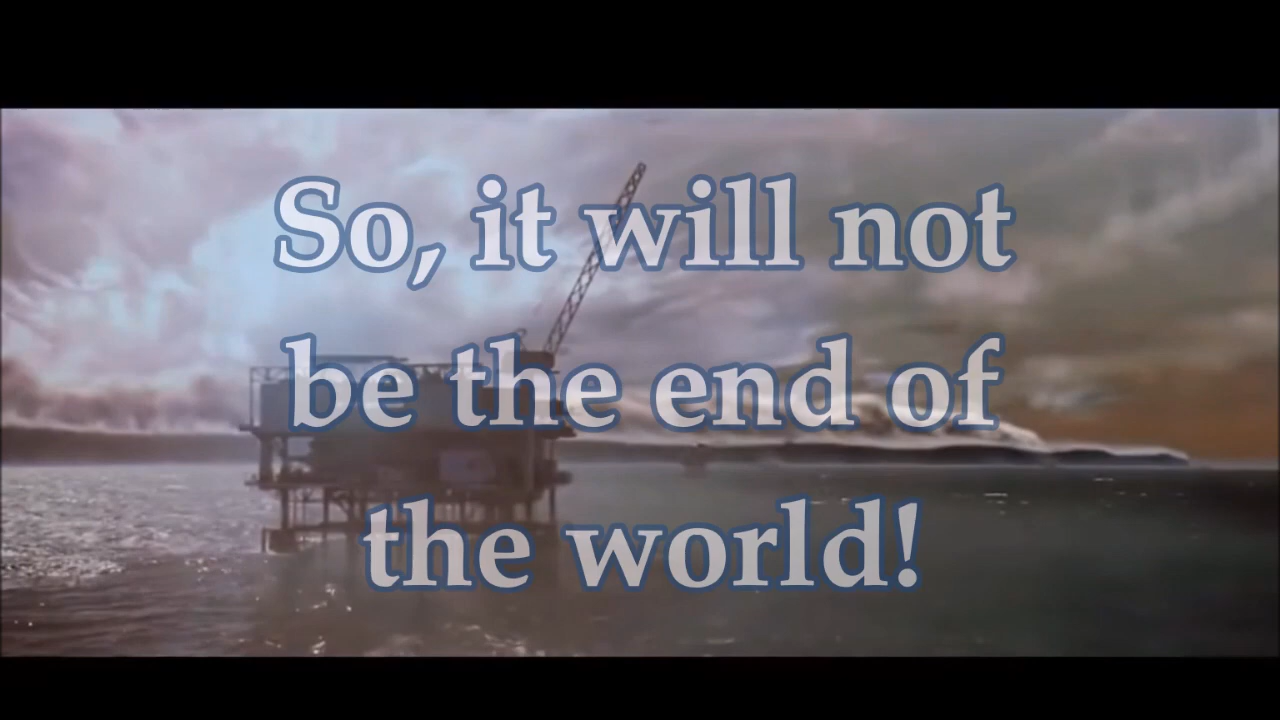 So, it will not
be the end of
the world!